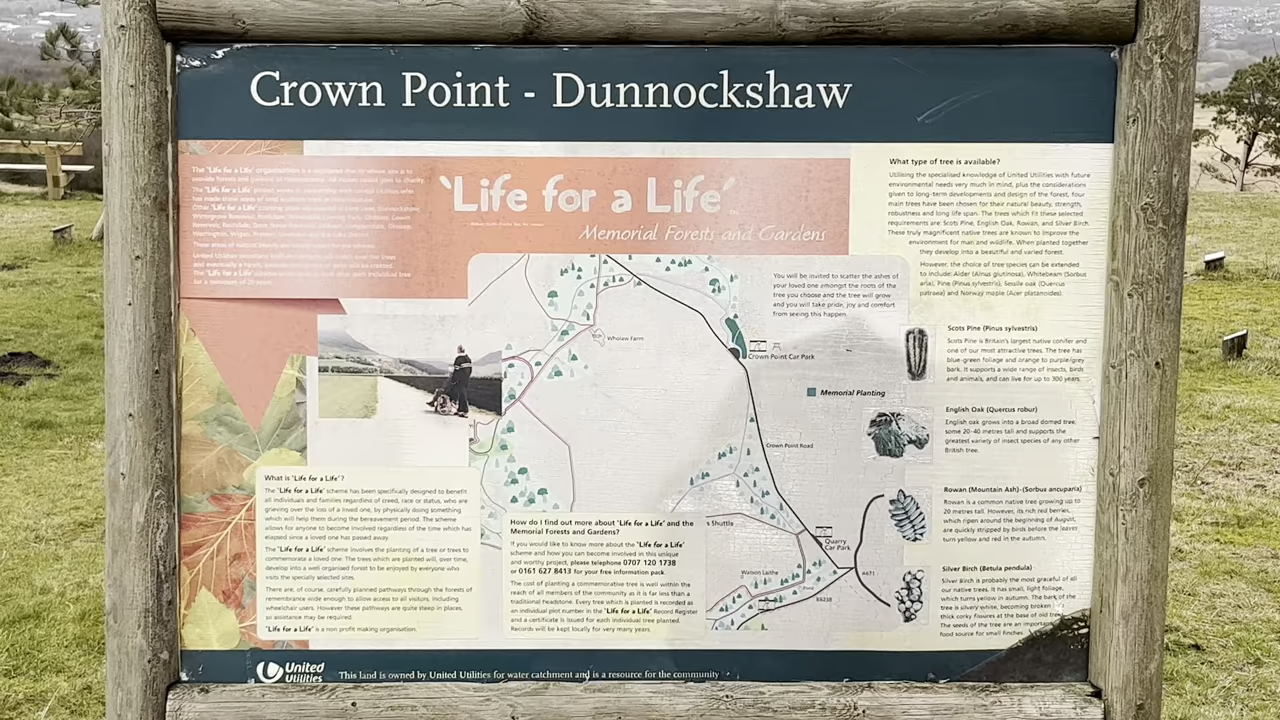 Crown Point - Dunnockshaw
The 'Life for a Life' organisation is a
'Life for a Life'
Memorial Forests and Gardens
What type of tree is available?
Utilising the specialised knowledge of United Utilities with future
environmental needs very much in mind, plus the considerations
given to long-term developments and design of the forest, four
main trees have been chosen for their natural beauty, strength,
robustness and long life span. The trees which fit these selected
requirements are: Scots Pine, English Oak, Rowan, and Silver Birch.
These truly magnificent native trees are known to improve the
environment for man and wildlife. When planted together
they develop into a beautiful and varied forest.
However, the choice of tree species can be extended
to include: Alder (Alnus glutinosa), Whitebeam (Sorbus
aria), Pine (Pinus sylvestris), Sessile oak (Quercus
patraea) and Norway maple (Acer platanoides).
You will be invited to scatter the ashes of
your loved one amongst the roots of the
tree you choose and the tree will grow
and you will take pride, joy and comfort
from seeing this happen.
Wholaw Farm
Crown Point Car Park
Memorial Planting
Crown Point Road
s Shuttle
Quarry
Car Park
Watson Laithe
A671
Scots Pine (Pinus sylvestris)
Scots Pine is Britain's largest native conifer and
one of our most attractive trees. The tree has
blue-green foliage and orange to purple/grey
bark. It supports a wide range of insects, birds
and animals, and can live for up to 300 years.
English Oak (Quercus robur)
English oak grows into a broad domed tree,
some 20-40 metres tall and supports the
greatest variety of insect species of any other
British tree.
Rowan (Mountain Ash)-(Sorbus ancuparia)
Rowan is a common native tree growing up to
20 metres tall. However, its rich red berries,
which ripen around the beginning of August,
are quickly stripped by birds before the leaves
turn yellow and red in the autumn.
Silver Birch (Betula pendula)
Silver Birch is probably the most graceful of all
our native trees. It has small, light foliage,
which turns yellow in autumn. The bark of the
tree is silvery white, becoming broken
thick corky fissures at the base of old trees.
The seeds of the tree are an important
food source for small finches.
What is 'Life for a Life'?
The 'Life for a Life' scheme has been specifically designed to benefit
all individuals and families regardless of creed, race or status, who are
grieving over the loss of a loved one, by physically doing something
which will help them during the bereavement period. The scheme
allows for anyone to become involved regardless of the time which has
elapsed since a loved one has passed away.
The 'Life for a Life' scheme involves the planting of a tree or trees to
commemorate a loved one. The trees which are planted will, over time,
develop into a well organised forest to be enjoyed by everyone who
visits the specially selected sites.
There are, of course, carefully planned pathways through the forests of
remembrance wide enough to allow access to all visitors, including
wheelchair users. However these pathways are quite steep in places,
so assistance may be required.
'Life for a Life' is a non profit making organisation.
How do I find out more about 'Life for a Life' and the
Memorial Forests and Gardens?
If you would like to know more about the 'Life for a Life'
scheme and how you can become involved in this unique
and worthy project, please telephone 0707 120 1738
or 0161 627 8413 for your free information pack.
The cost of planting a commemorative tree is well within the
reach of all members of the community as it is far less than a
traditional headstone. Every tree which is planted is recorded as
an individual plot number in the 'Life for a Life' Record Register
and a certificate is issued for each individual tree planted.
Records will be kept locally for very many years.
United
Utilities
This land is owned by United Utilities for water catchment and is a resource for the community